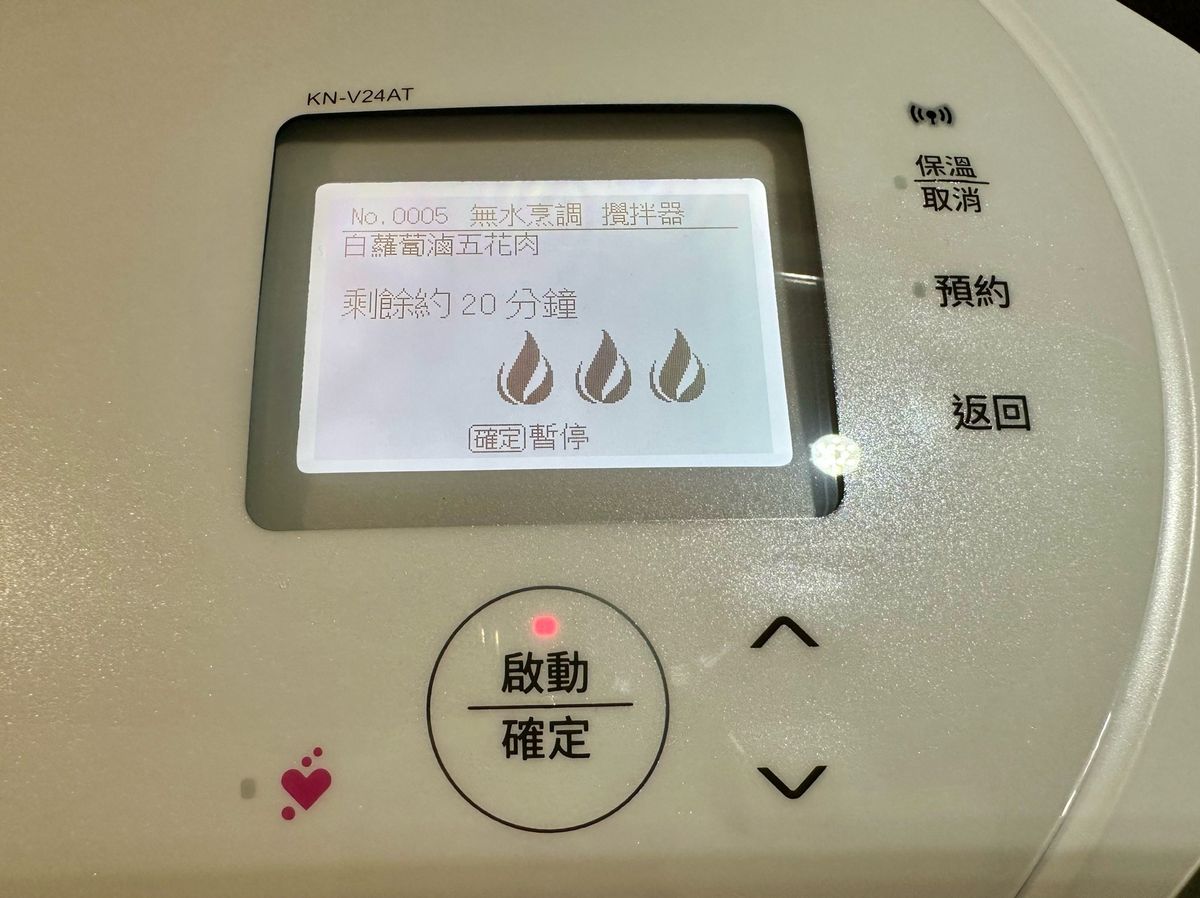 KN-V24AT
No.0005 無水烹調 攪拌器
白蘿蔔滷五花肉
剩餘約 20 分鐘
確定 暫停
保溫
取消
預約
返回
啟動
確定